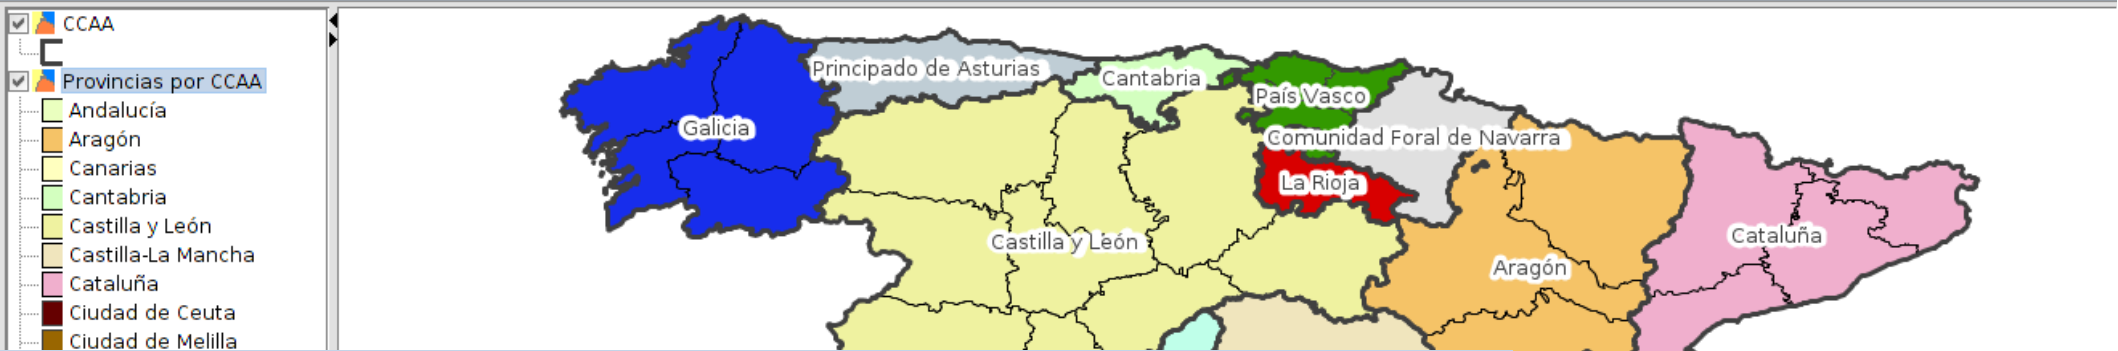 CCAA
Provincias por CCAA
Andalucía
Aragón
Canarias
Cantabria
Castilla y León
Castilla-La Mancha
Cataluña
Ciudad de Ceuta
Ciudad de Melilla
Principado de Asturias
Cantabria
País Vasco
Galicia
Comunidad Foral de Navarra
La Rioja
Castilla y León
Cataluña
Aragón